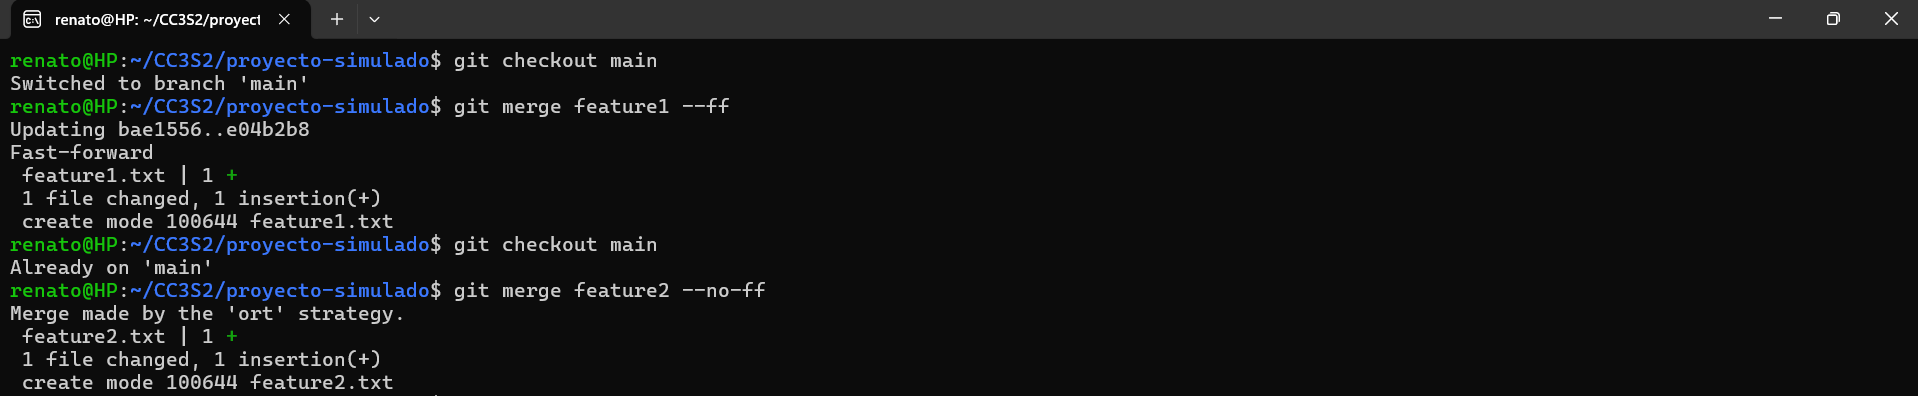 renato@HP: ~/CC3S2/proyect
renato@HP:~/CC3S2/proyecto-simulado$ git checkout main
Switched to branch 'main'
renato@HP:~/CC3S2/proyecto-simulado$ git merge feature1 --ff
Updating bae1556..e04b2b8
Fast-forward
 feature1.txt | 1 +
 1 file changed, 1 insertion(+)
 create mode 100644 feature1.txt
renato@HP:~/CC3S2/proyecto-simulado$ git checkout main
Already on 'main'
renato@HP:~/CC3S2/proyecto-simulado$ git merge feature2 --no-ff
Merge made by the 'ort' strategy.
 feature2.txt | 1 +
 1 file changed, 1 insertion(+)
 create mode 100644 feature2.txt